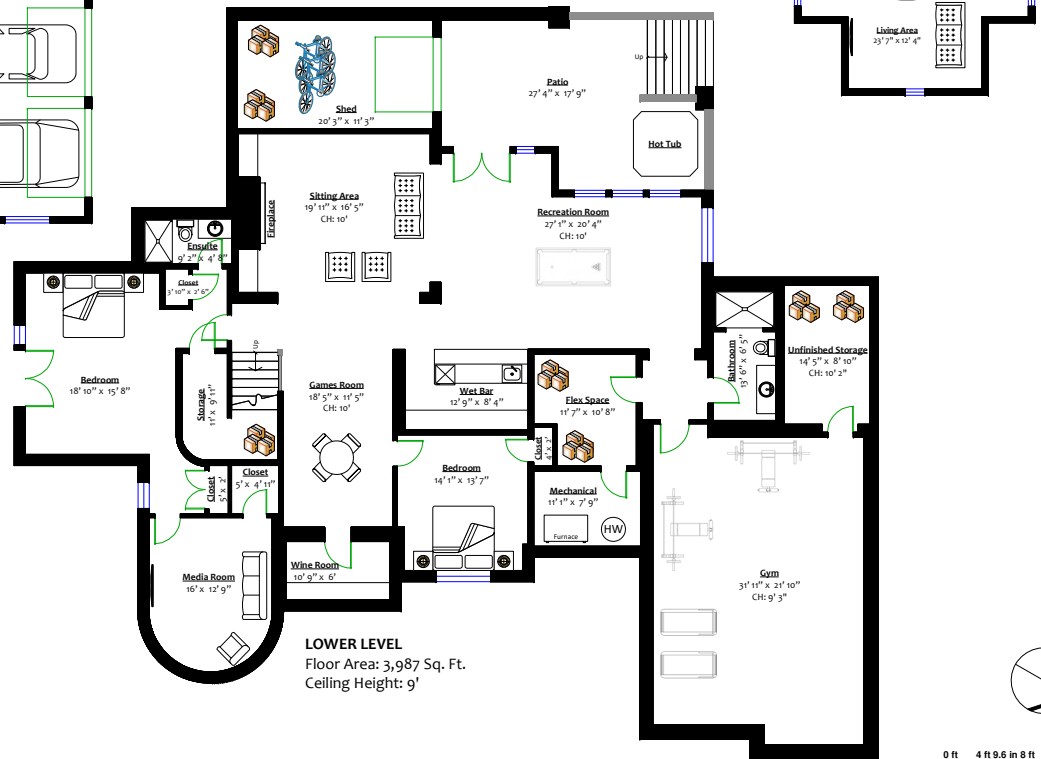 Living Area
23' 7" x 12' 4"
Up
Patio
27' 4" x 17' 9"
Shed
20' 3" x 11' 3"
Hot Tub
Sitting Area
19' 11" x 16' 5"
CH: 10'
Fireplace
Recreation Room
27' 1" x 20' 4"
CH: 10'
Ensuite
9' 2" x 4' 8"
Closet
3' 10" x 2' 6"
Up
Bedroom
18' 10" x 15' 8"
Storage
11' x 9' 11"
Games Room
18' 5" x 11' 5"
CH: 10'
Wet Bar
12' 9" x 8' 4"
Flex Space
11' 7" x 10' 8"
Bathroom
13' 6" x 6' 5"
Unfinished Storage
14' 5" x 8' 10"
CH: 10' 2"
Closet
4' x 2'
Bedroom
14' 1" x 13' 7"
Closet
5' x 2'
Closet
5' x 4' 11"
Mechanical
11' 1" x 7' 9"
Furnace
HW
Wine Room
10' 9" x 6'
Media Room
16' x 12' 9"
Gym
31' 11" x 21' 10"
CH: 9' 3"
LOWER LEVEL
Floor Area: 3,987 Sq. Ft.
Ceiling Height: 9'
0 ft 4 ft 9.6 in 8 ft